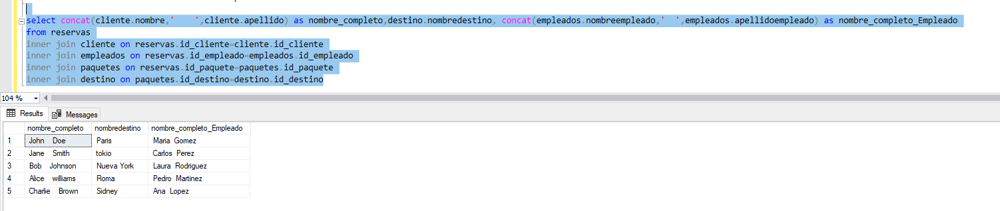 select concat(cliente.nombre,'    ',cliente.apellido) as nombre_completo,destino.nombredestino, concat(empleados.nombreempleado,'  ',empleados.apellidoempleado) as nombre_completo_Empleado
from reservas
inner join cliente on reservas.id_cliente=cliente.id_cliente
inner join empleados on reservas.id_empleado=empleados.id_empleado
inner join paquetes on reservas.id_paquete=paquetes.id_paquete
inner join destino on paquetes.id_destino=destino.id_destino
104 %
Results Messages
nombre_completo nombredestino nombre_completo_Empleado
1 John    Doe Paris Maria  Gomez
2 Jane    Smith tokio Carlos  Perez
3 Bob    Johnson Nueva York Laura  Rodriguez
4 Alice    williams Roma Pedro  Martinez
5 Charlie    Brown Sidney Ana  Lopez